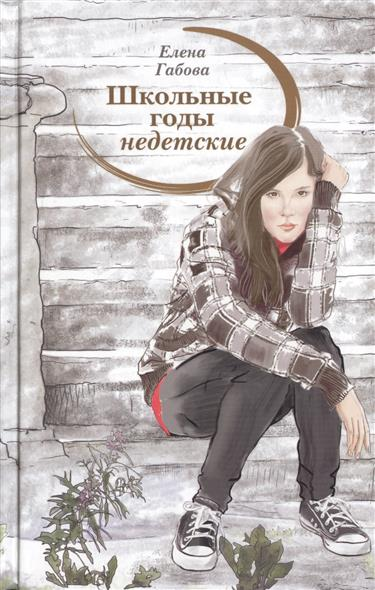 Елена
Габова
Школьные
годы
недетские